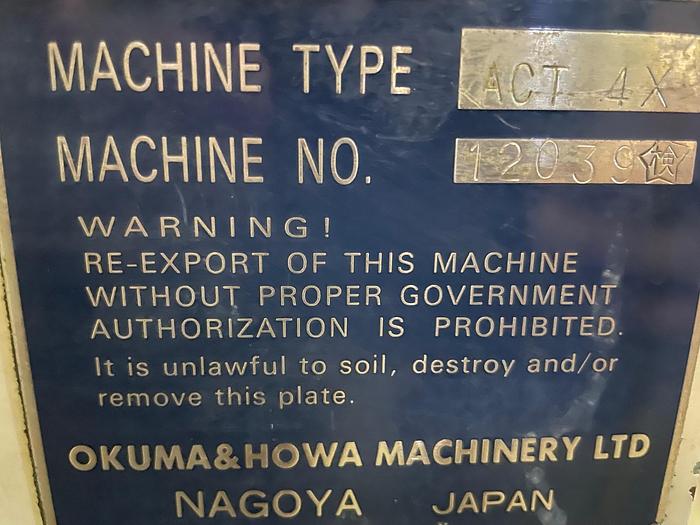 MACHINE TYPE ACT 4X
MACHINE NO. 12039 検
WARNING!
RE-EXPORT OF THIS MACHINE
WITHOUT PROPER GOVERNMENT
AUTHORIZATION IS PROHIBITED.
It is unlawful to soil, destroy and/or
remove this plate.
OKUMA&HOWA MACHINERY LTD
NAGOYA JAPAN